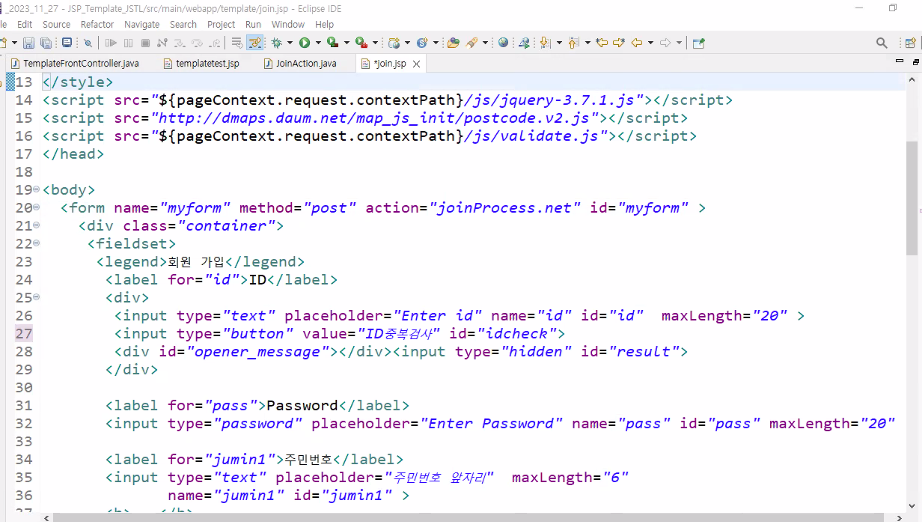 _2023_11_27 - JSP_Template_JSTL/src/main/webapp/template/join.jsp - Eclipse IDE
Edit Source Refactor Navigate Search Project Run Window Help
TemplateFrontController.java templatetest.jsp JoinAction.java *join.jsp
13 </style>
14 <script src="${pageContext.request.contextPath}/js/jquery-3.7.1.js"></script>
15 <script src="http://dmaps.daum.net/map_js_init/postcode.v2.js"></script>
16 <script src="${pageContext.request.contextPath}/js/validate.js"></script>
17 </head>
18
19 <body>
20 <form name="myform" method="post" action="joinProcess.net" id="myform" >
21 <div class="container">
22 <fieldset>
23 <legend>회원 가입</legend>
24 <label for="id">ID</label>
25 <div>
26 <input type="text" placeholder="Enter id" name="id" id="id" maxLength="20" >
27 <input type="button" value="ID중복검사" id="idcheck">
28 <div id="opener_message"></div><input type="hidden" id="result">
29 </div>
30
31 <label for="pass">Password</label>
32 <input type="password" placeholder="Enter Password" name="pass" id="pass" maxLength="20"
33
34 <label for="jumin1">주민번호</label>
35 <input type="text" placeholder="주민번호 앞자리" maxLength="6"
36 name="jumin1" id="jumin1" >